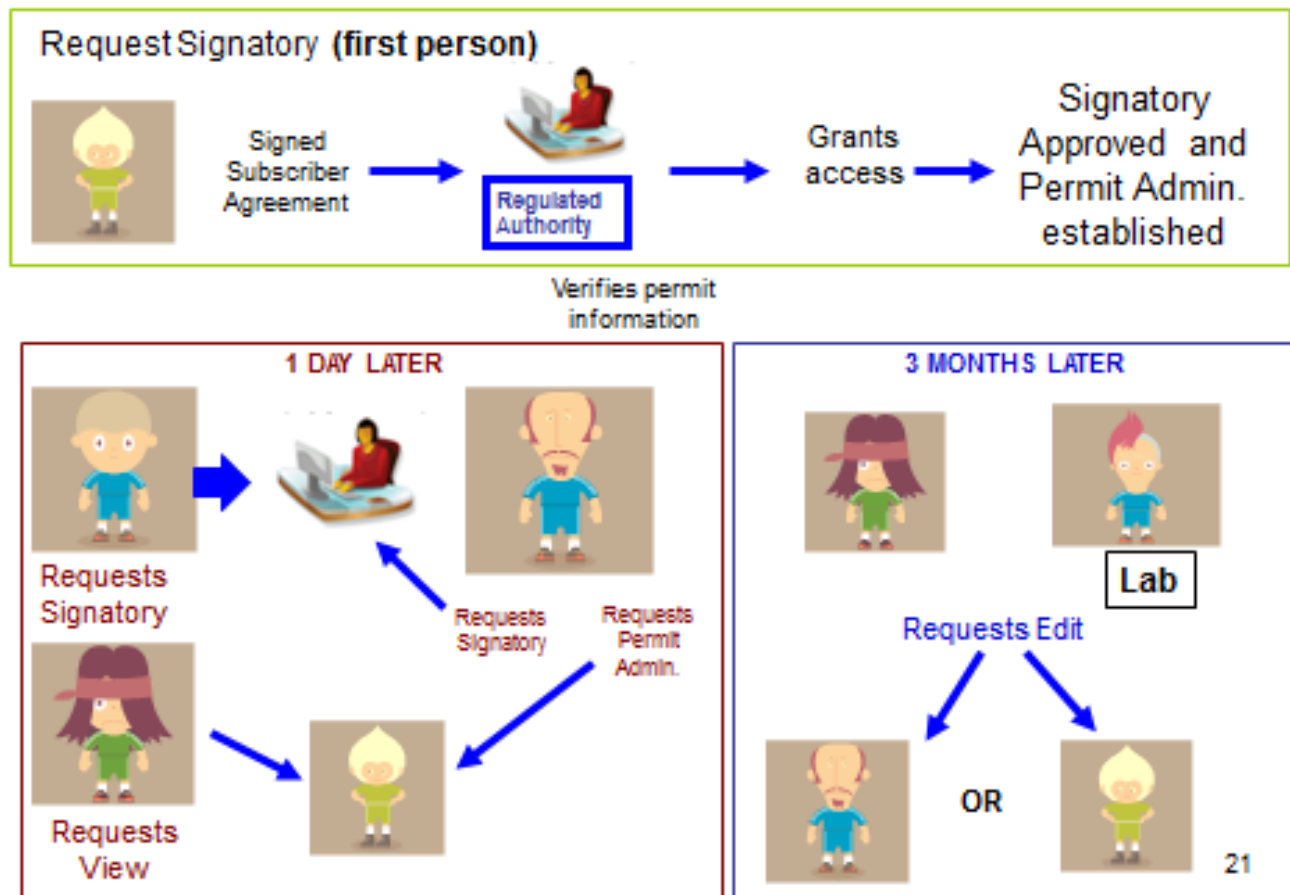 Request Signatory (first person)
Signed
Subscriber
Agreement
Regulated
Authority
Grants
access
Signatory
Approved and
Permit Admin.
established
Verifies permit
information
1 DAY LATER
Requests
Signatory
Requests
Signatory
Requests
Permit
Admin.
Requests
View
3 MONTHS LATER
Lab
Requests Edit
OR
21